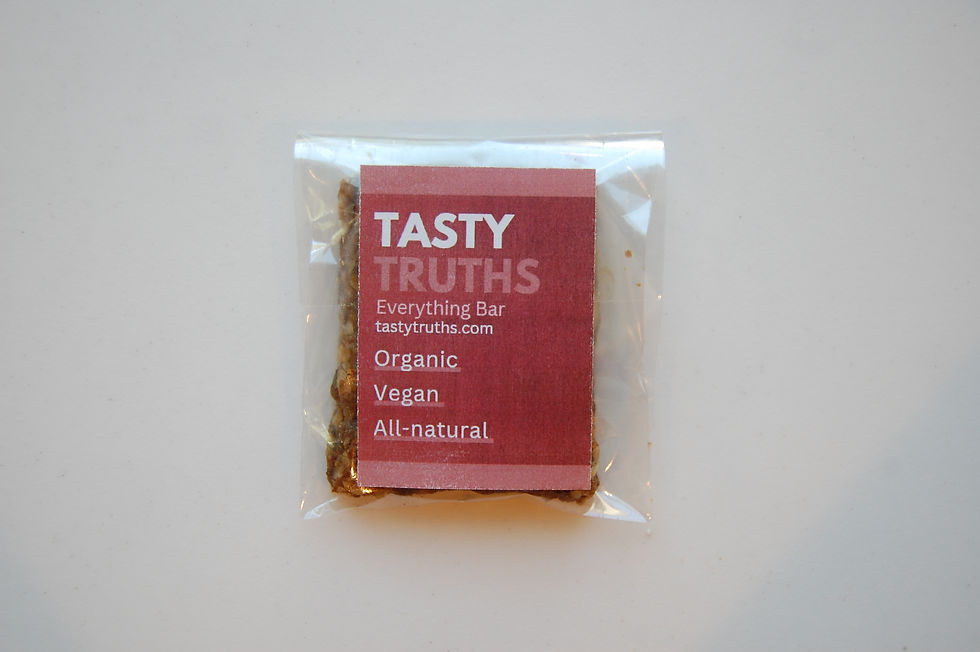 TASTY
TRUTHS
Everything Bar
tastytruths.com
Organic
Vegan
All-natural